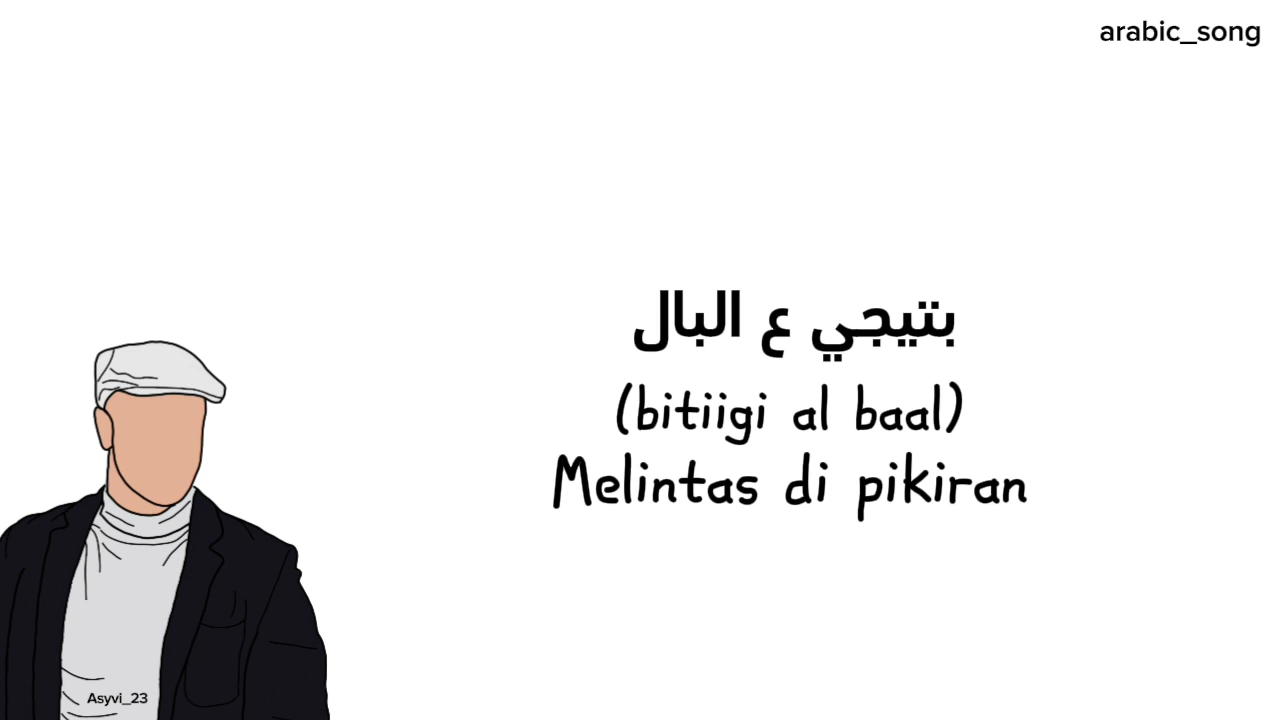 arabic_song
بتيجي ع البال
(bitiigi al baal)
Melintas di pikiran
Asyvi_23